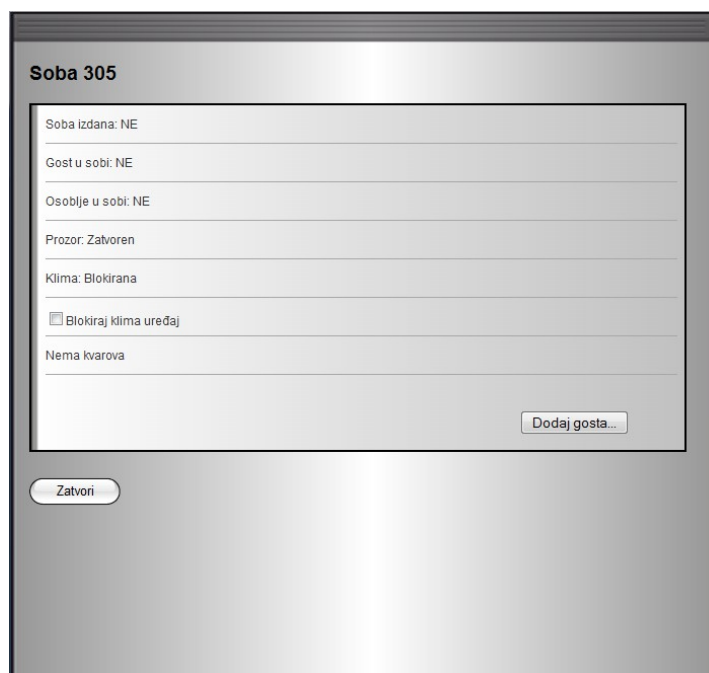 Soba 305
Soba izdana: NE
Gost u sobi: NE
Osoblje u sobi: NE
Prozor: Zatvoren
Klima: Blokirana
Blokiraj klima uređaj
Nema kvarova
Dodaj gosta...
Zatvori